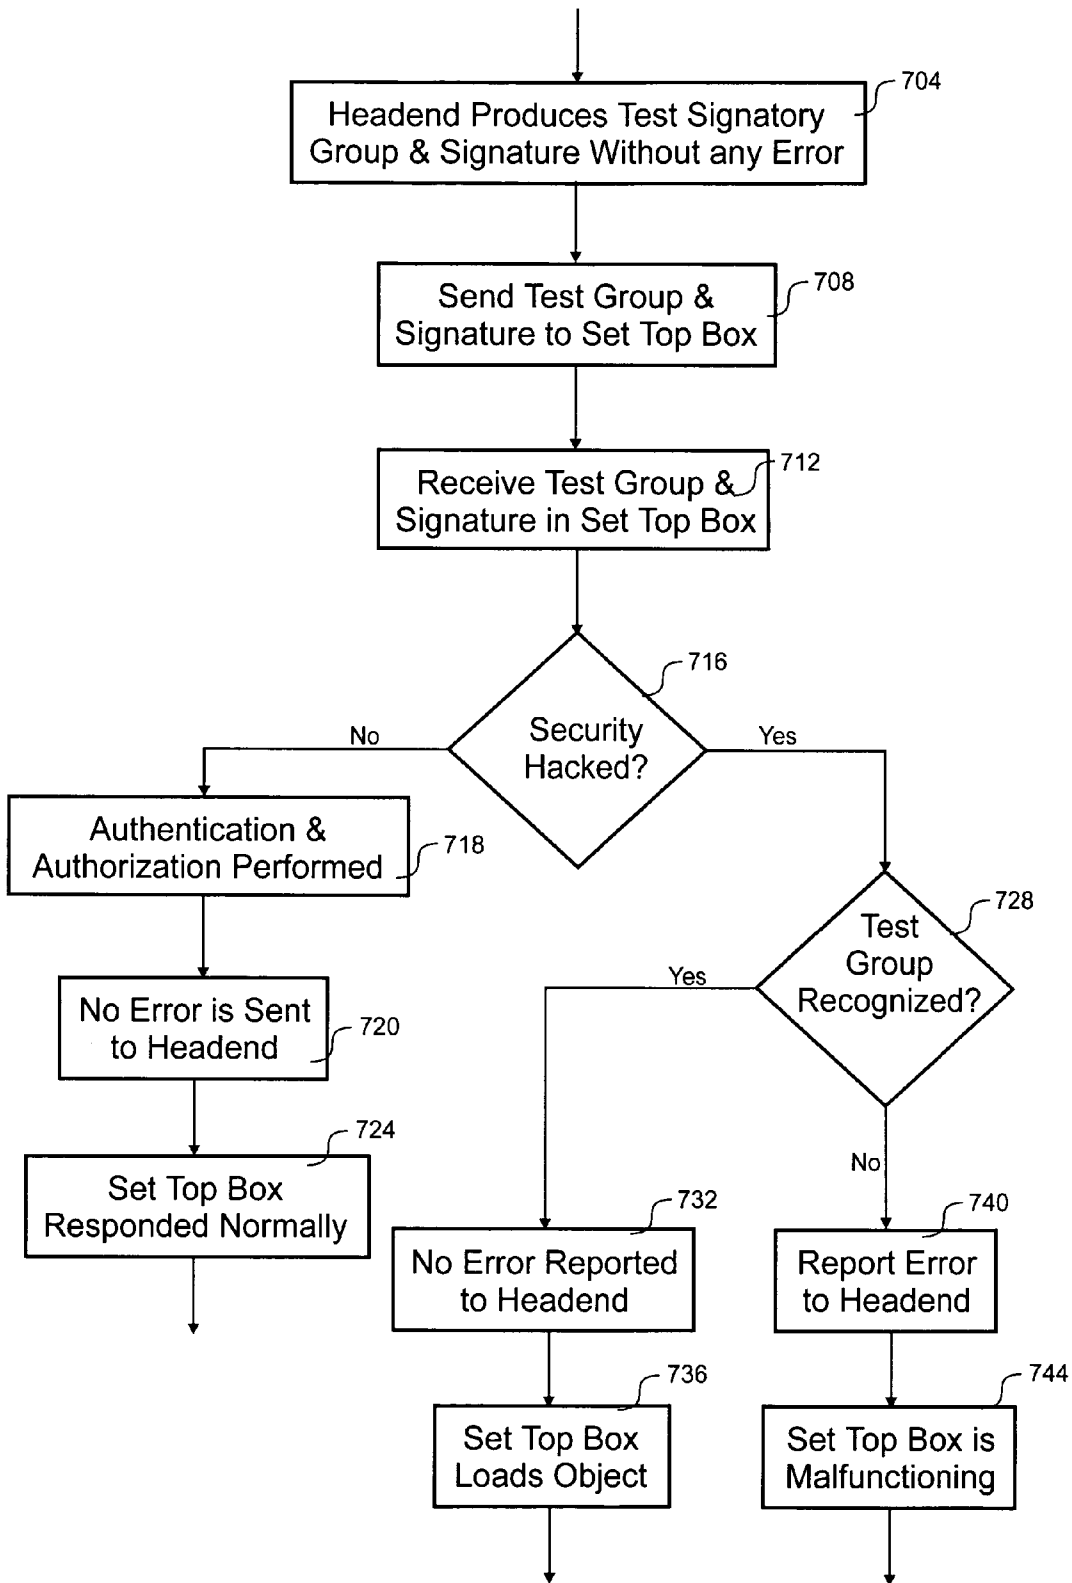 704
Headend Produces Test Signatory
Group & Signature Without any Error
708
Send Test Group &
Signature to Set Top Box
712
Receive Test Group &
Signature in Set Top Box
716
Security
Hacked?
No
Yes
Authentication &
Authorization Performed
718
728
Test
Group
Recognized?
Yes
No
No Error is Sent
to Headend
720
724
Set Top Box
Responded Normally
732
No Error Reported
to Headend
740
Report Error
to Headend
736
Set Top Box
Loads Object
744
Set Top Box is
Malfunctioning